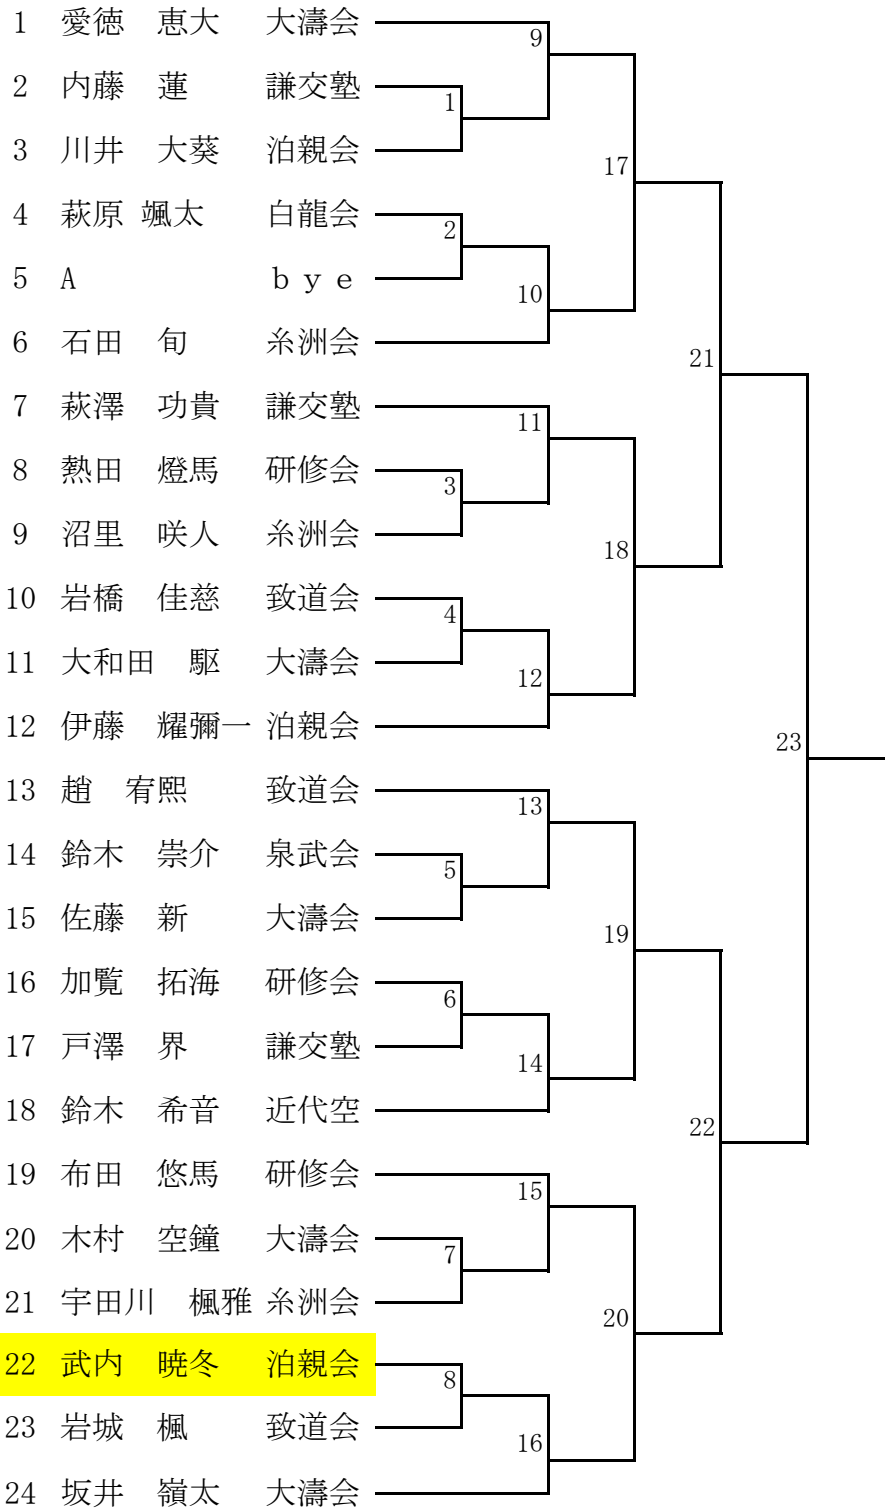 1 愛徳 恵大 大濤会
9
2 内藤 蓮 謙交塾
1
3 川井 大葵 泊親会
17
4 萩原 颯太 白龍会
2
5 A bye
10
6 石田 旬 糸洲会
21
7 萩澤 功貴 謙交塾
11
8 熱田 燈馬 研修会
3
9 沼里 咲人 糸洲会
18
10 岩橋 佳慈 致道会
4
11 大和田 駆 大濤会
12
12 伊藤 耀彌一 泊親会
23
13 趙 宥熙 致道会
13
14 鈴木 崇介 泉武会
5
15 佐藤 新 大濤会
19
16 加覧 拓海 研修会
6
17 戸澤 界 謙交塾
14
18 鈴木 希音 近代空
22
19 布田 悠馬 研修会
15
20 木村 空鐘 大濤会
7
21 宇田川 楓雅 糸洲会
20
22 武内 暁冬 泊親会
8
23 岩城 楓 致道会
16
24 坂井 嶺太 大濤会